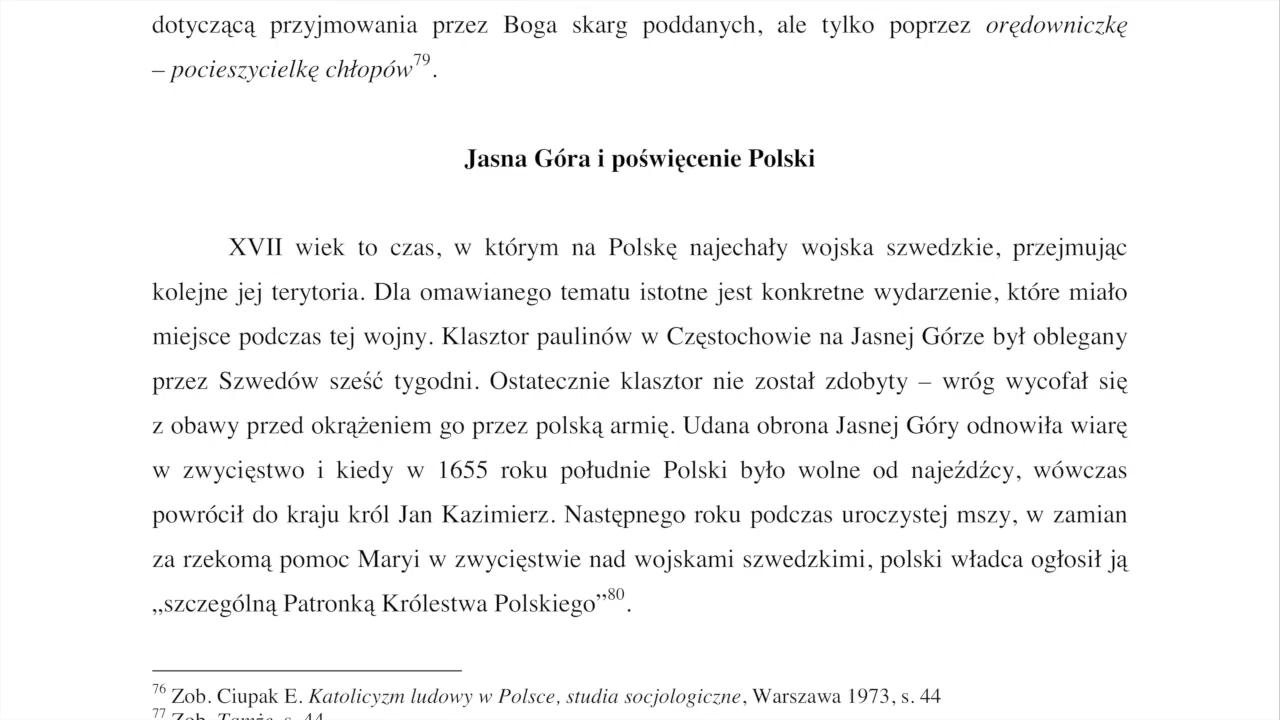 dotyczącą przyjmowania przez Boga skarg poddanych, ale tylko poprzez orędowniczkę
– pocieszycielkę chłopów79.
Jasna Góra i poświęcenie Polski
XVII wiek to czas, w którym na Polskę najechały wojska szwedzkie, przejmując
kolejne jej terytoria. Dla omawianego tematu istotne jest konkretne wydarzenie, które miało
miejsce podczas tej wojny. Klasztor paulinów w Częstochowie na Jasnej Górze był oblegany
przez Szwedów sześć tygodni. Ostatecznie klasztor nie został zdobyty – wróg wycofał się
z obawy przed okrążeniem go przez polską armię. Udana obrona Jasnej Góry odnowiła wiarę
w zwycięstwo i kiedy w 1655 roku południe Polski było wolne od najeźdźcy, wówczas
powrócił do kraju król Jan Kazimierz. Następnego roku podczas uroczystej mszy, w zamian
za rzekomą pomoc Maryi w zwycięstwie nad wojskami szwedzkimi, polski władca ogłosił ją
„szczególną Patronką Królestwa Polskiego”80.
76 Zob. Ciupak E. Katolicyzm ludowy w Polsce, studia socjologiczne, Warszawa 1973, s. 44
77 Zob. Tamże, s. 44